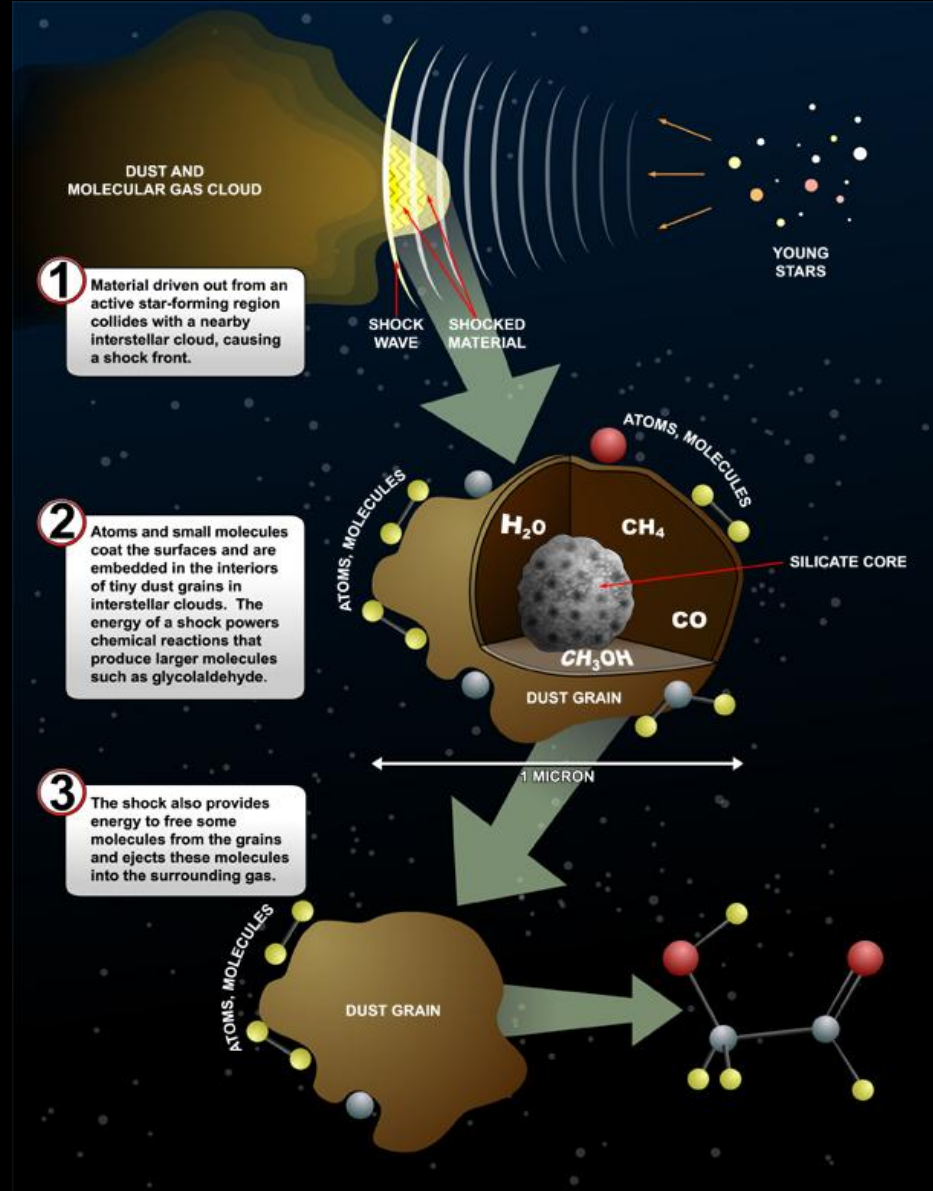 DUST AND
MOLECULAR GAS CLOUD
YOUNG
STARS
1
Material driven out from an
active star-forming region
collides with a nearby
interstellar cloud, causing
a shock front.
SHOCK
WAVE
SHOCKED
MATERIAL
ATOMS, MOLECULES
ATOMS, MOLECULES
2
Atoms and small molecules
coat the surfaces and are
embedded in the interiors
of tiny dust grains in
interstellar clouds. The
energy of a shock powers
chemical reactions that
produce larger molecules
such as glycolaldehyde.
H₂O
CH₄
SILICATE CORE
CO
CH₃OH
DUST GRAIN
1 MICRON
3
The shock also provides
energy to free some
molecules from the grains
and ejects these molecules
into the surrounding gas.
ATOMS, MOLECULES
DUST GRAIN